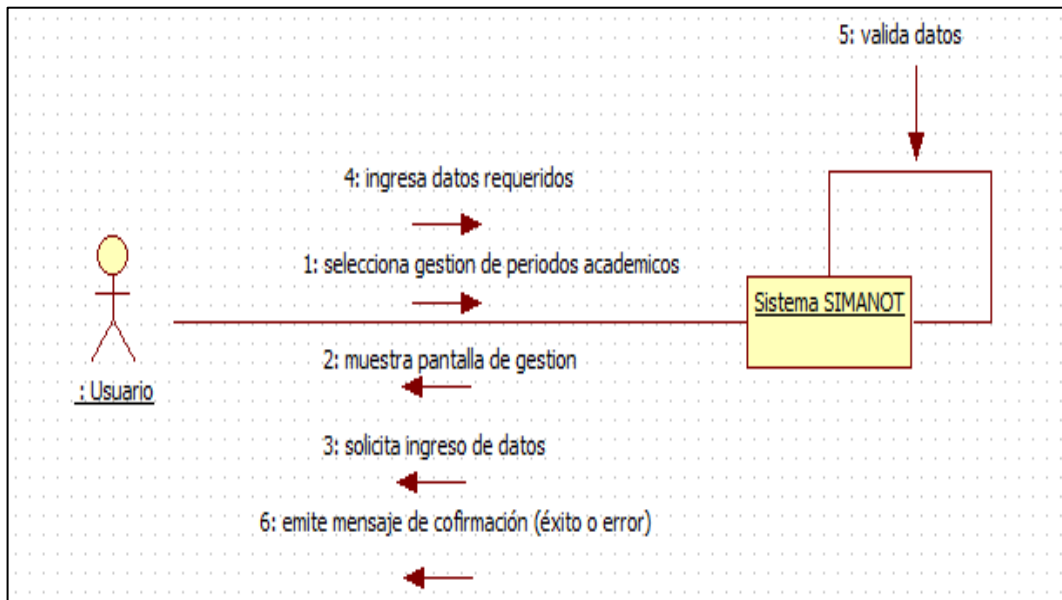 5: valida datos
4: ingresa datos requeridos
1: selecciona gestion de periodos academicos
Sistema SIMANOT
2: muestra pantalla de gestion
: Usuario
3: solicita ingreso de datos
6: emite mensaje de cofirmación (éxito o error)